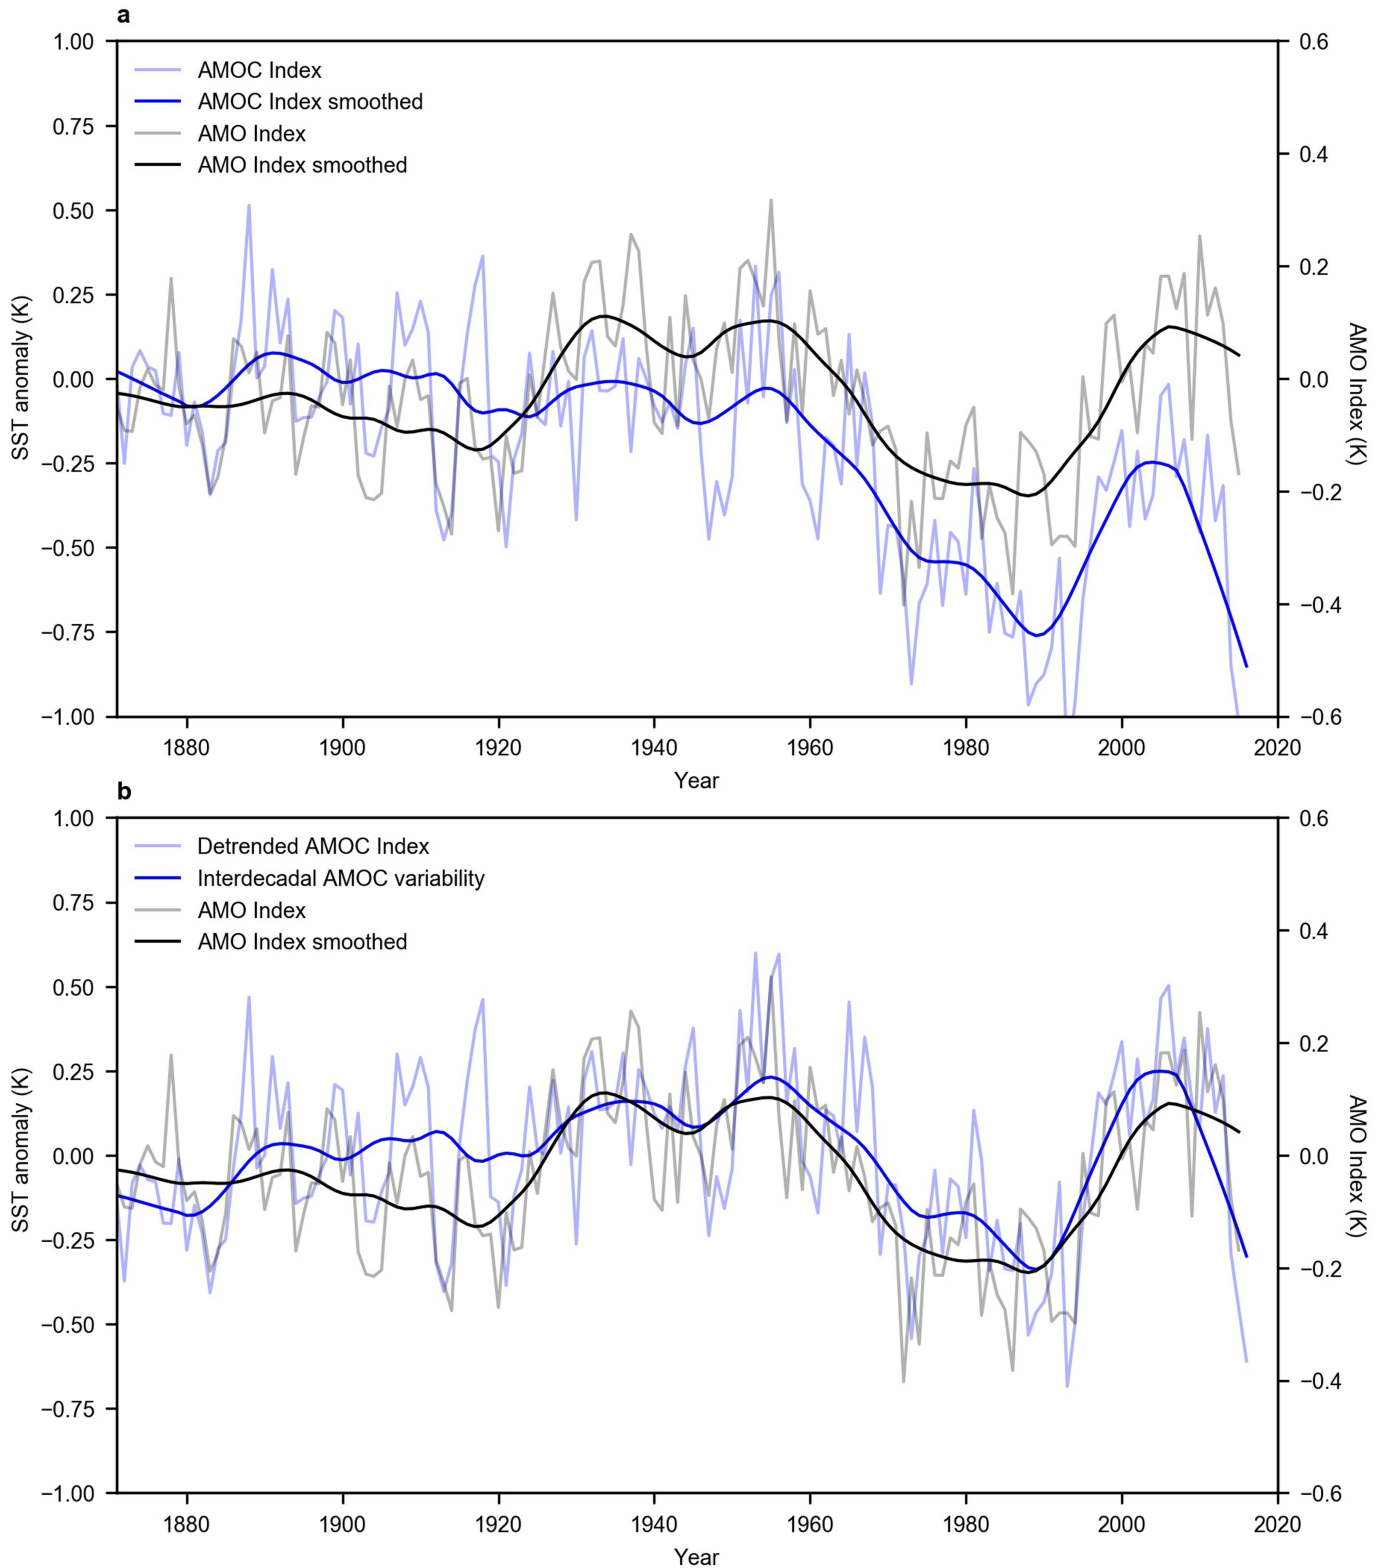 a
1.00
0.75
0.50
0.25
0.00
−0.25
−0.50
−0.75
−1.00
SST anomaly (K)
AMOC Index
AMOC Index smoothed
AMO Index
AMO Index smoothed
0.6
0.4
0.2
0.0
−0.2
−0.4
−0.6
AMO Index (K)
1880 1900 1920 1940 1960 1980 2000 2020
Year
b
1.00
0.75
0.50
0.25
0.00
−0.25
−0.50
−0.75
−1.00
SST anomaly (K)
Detrended AMOC Index
Interdecadal AMOC variability
AMO Index
AMO Index smoothed
0.6
0.4
0.2
0.0
−0.2
−0.4
−0.6
AMO Index (K)
1880 1900 1920 1940 1960 1980 2000 2020
Year